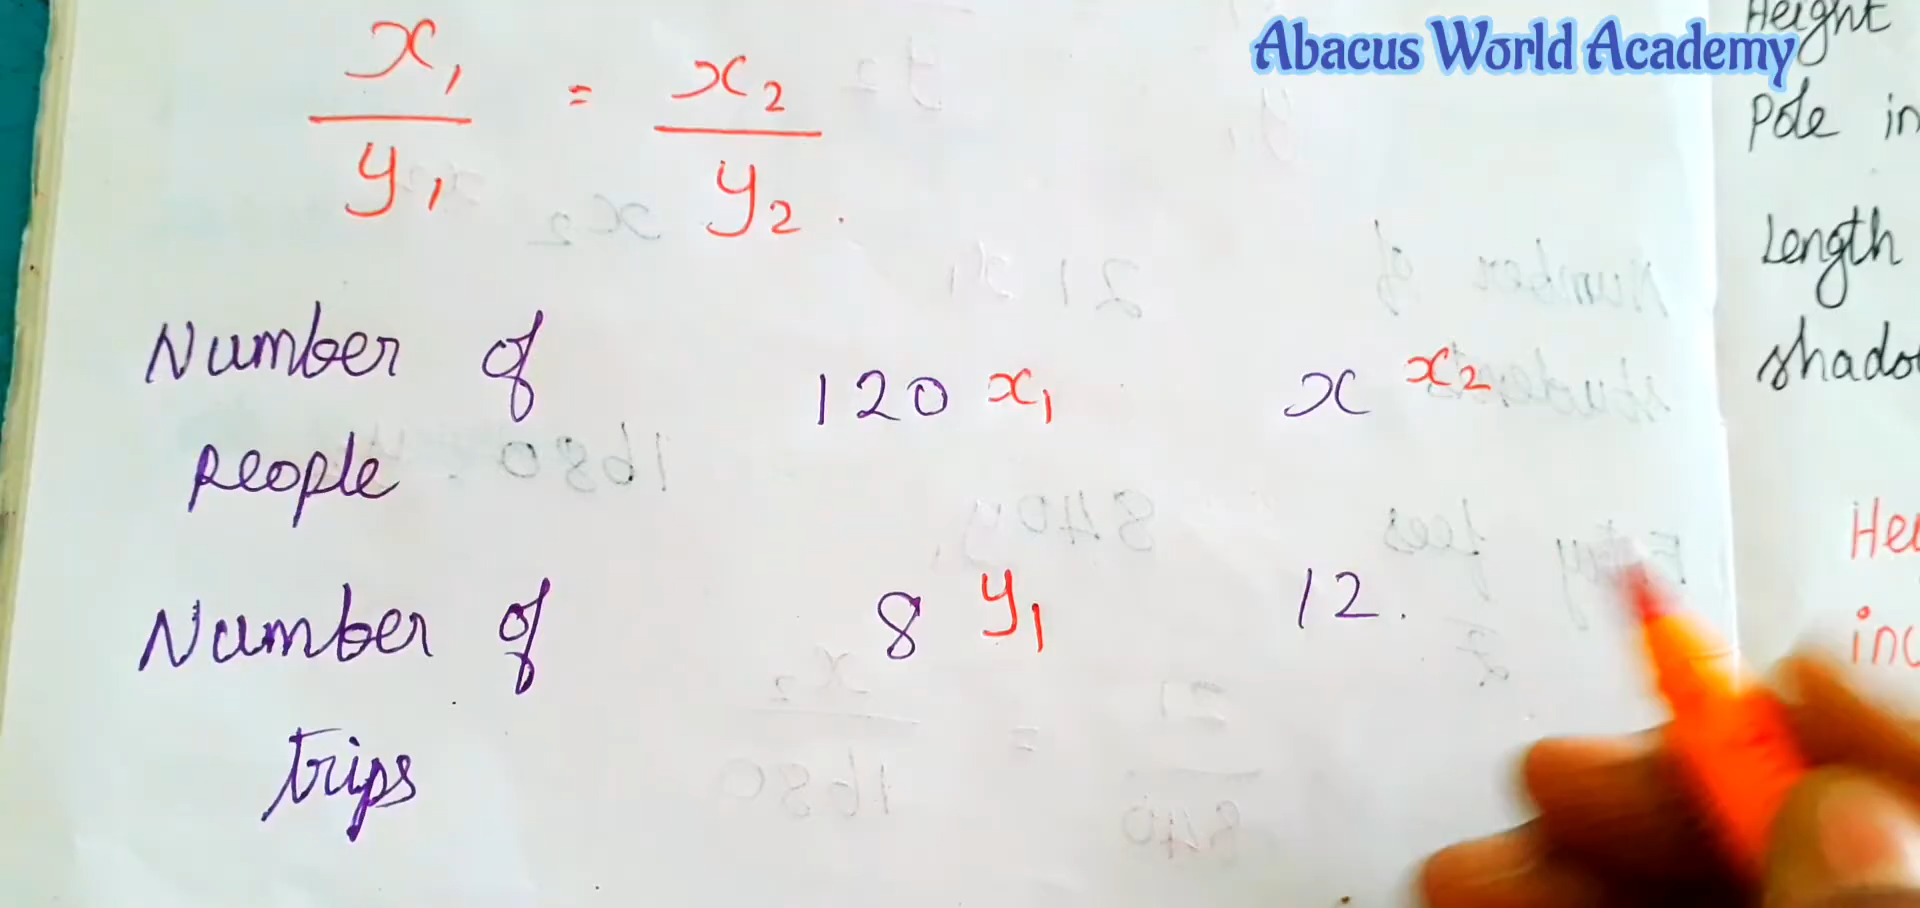 Abacus World Academy
x₁/y₁ = x₂/y₂.
Number of people 120 x₁ x x₂
Number of trips 8 y₁ 12.
Height
Pole in
Length
shado
Hei
inc